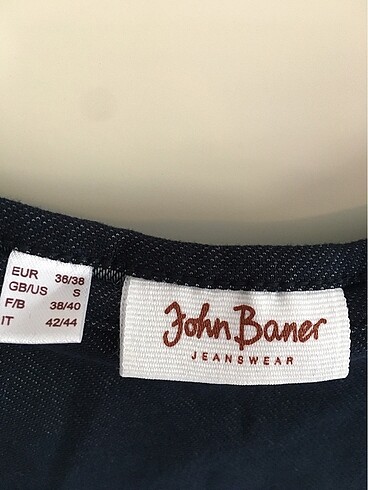 EUR 36/38
GB/US S
F/B 38/40
IT 42/44
John Baner
JEANSWEAR